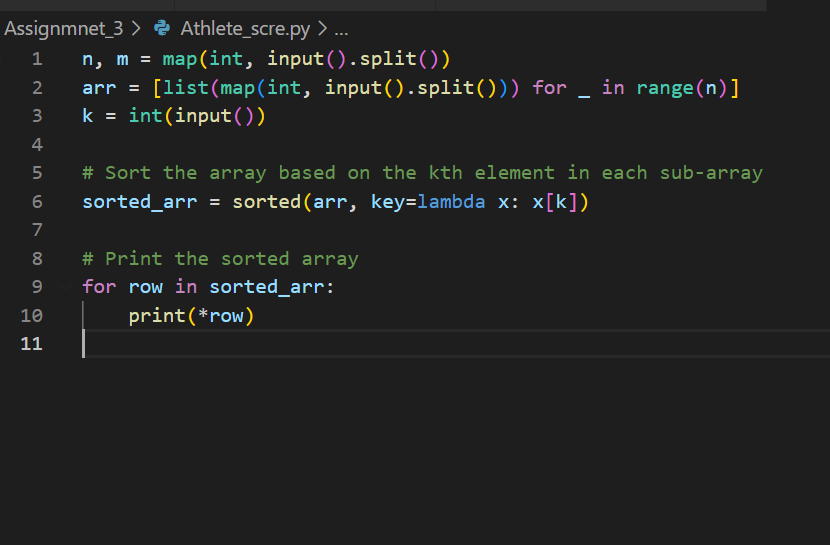 Assignmnet_3 > Athlete_scre.py > ...
1 n, m = map(int, input().split())
2 arr = [list(map(int, input().split())) for _ in range(n)]
3 k = int(input())
4
5 # Sort the array based on the kth element in each sub-array
6 sorted_arr = sorted(arr, key=lambda x: x[k])
7
8 # Print the sorted array
9 for row in sorted_arr:
10     print(*row)
11